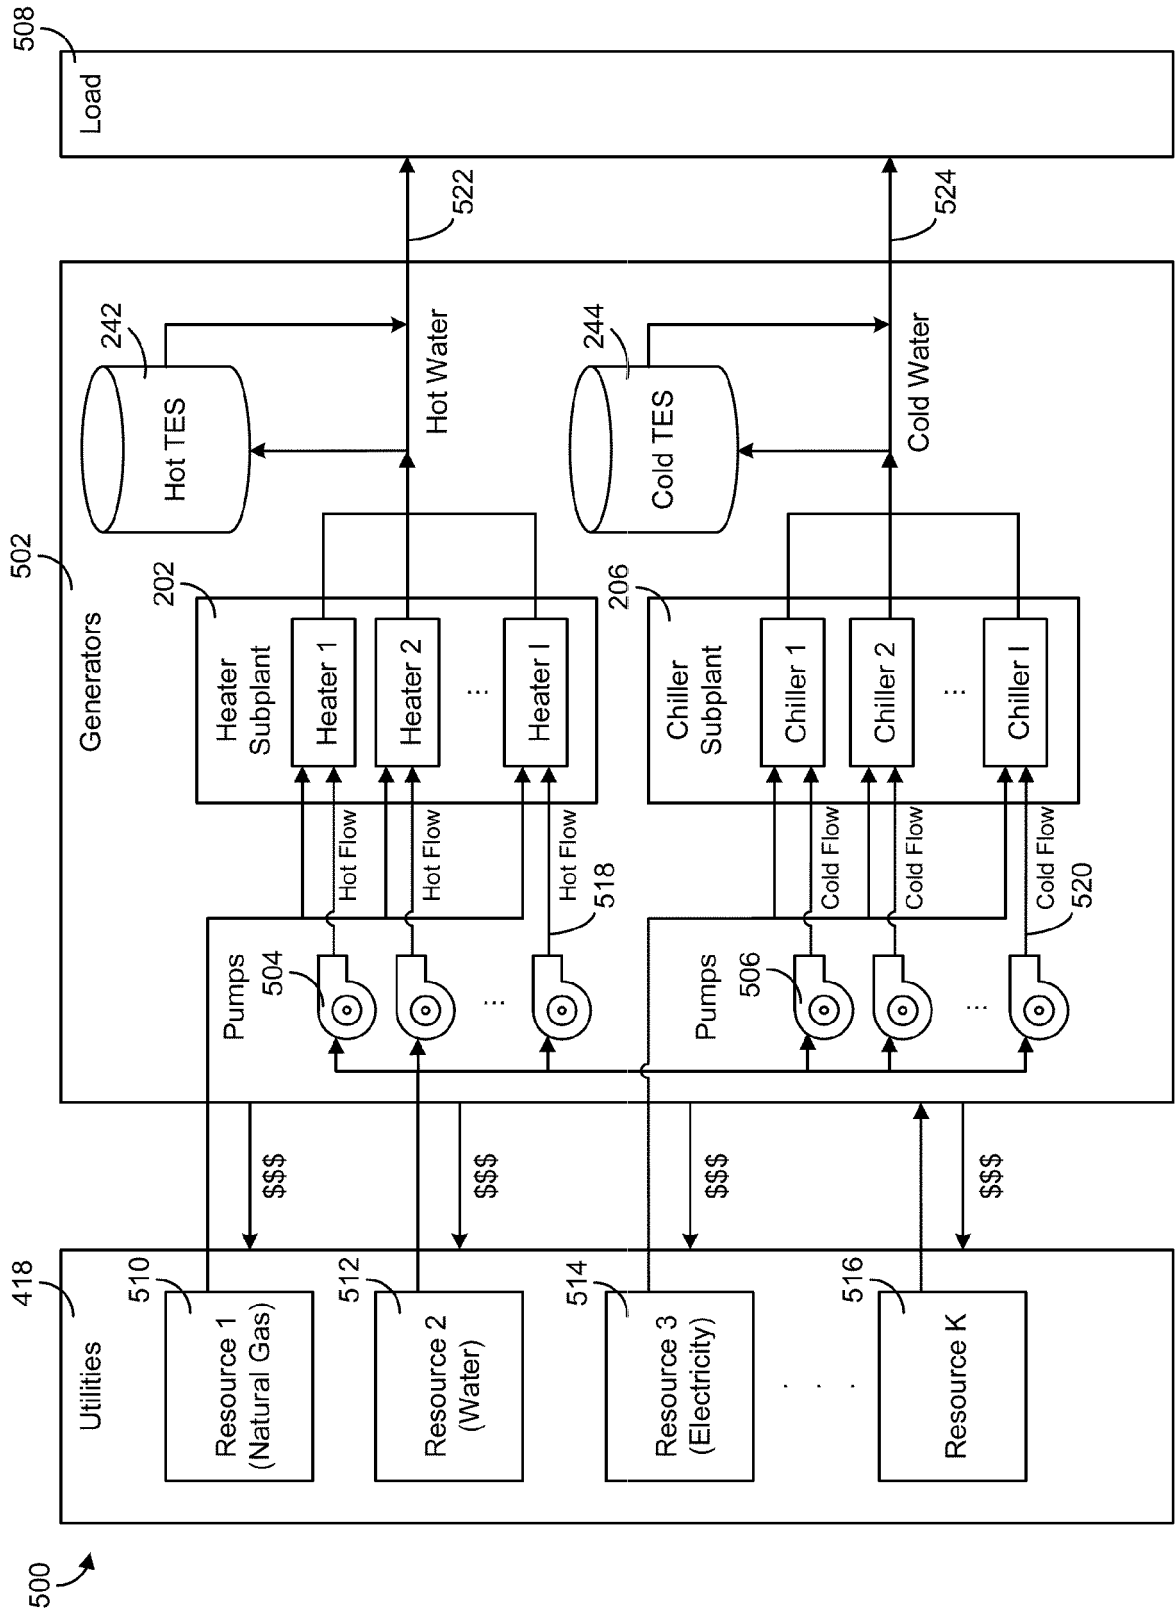 500
418
Utilities
510
Resource 1
(Natural Gas)
512
Resource 2
(Water)
514
Resource 3
(Electricity)
. . .
516
Resource K
$$$
$$$
$$$
$$$
502
Generators
Pumps
504
...
Hot Flow
Hot Flow
Hot Flow
518
202
Heater
Subplant
Heater 1
Heater 2
...
Heater I
242
Hot TES
Hot Water
522
Pumps
506
...
Cold Flow
Cold Flow
Cold Flow
520
206
Chiller
Subplant
Chiller 1
Chiller 2
...
Chiller I
244
Cold TES
Cold Water
524
508
Load